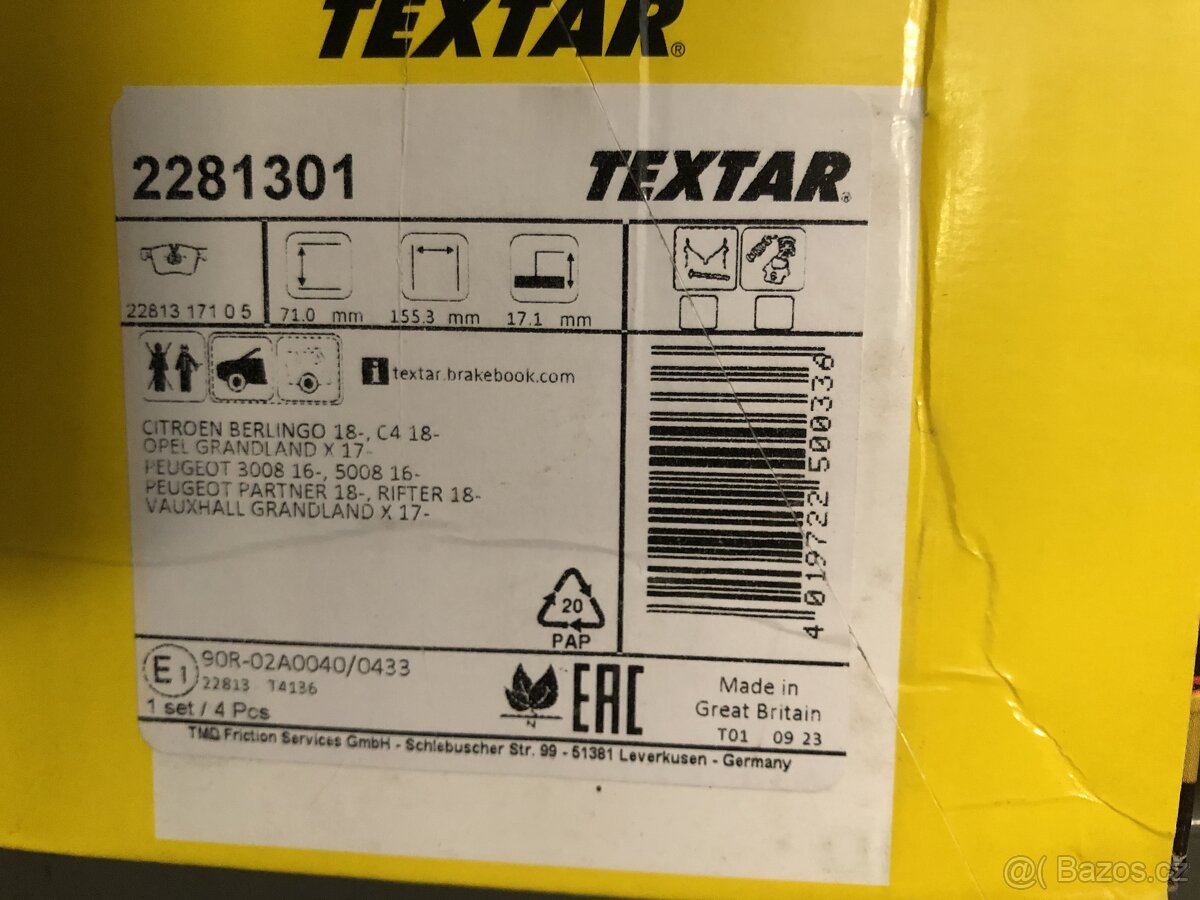 TEXTAR®
2281301
TEXTAR®
22813 171 0 5
71.0 mm
155.3 mm
17.1 mm
6
i textar.brakebook.com
CITROEN BERLINGO 18-, C4 18-
OPEL GRANDLAND X 17-
PEUGEOT 3008 16-, 5008 16-
PEUGEOT PARTNER 18-, RIFTER 18-
VAUXHALL GRANDLAND X 17-
4 019722 500336
20
PAP
E1 90R-02A0040/0433
22813 T4136
1 set / 4 Pcs
N
EAC
Made in
Great Britain
T01 09 23
TMD Friction Services GmbH - Schlebuscher Str. 99 - 51381 Leverkusen - Germany
@( Bazos.cz